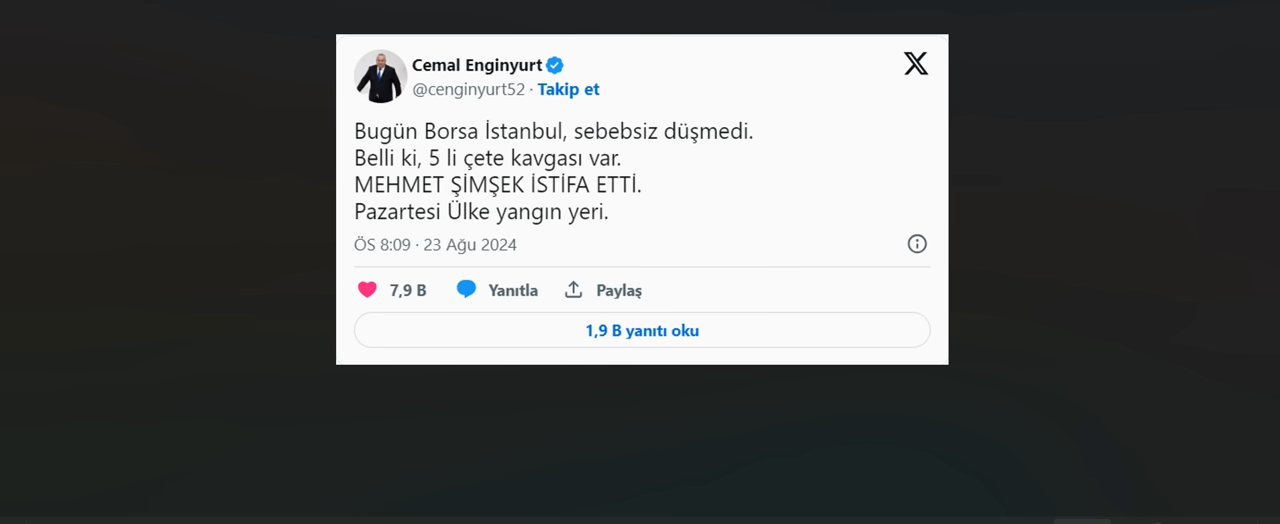 Cemal Enginyurt
@cenginyurt52 · Takip et
Bugün Borsa İstanbul, sebebsiz düşmedi.
Belli ki, 5 li çete kavgası var.
MEHMET ŞİMŞEK İSTİFA ETTİ.
Pazartesi Ülke yangın yeri.
ÖS 8:09 · 23 Ağu 2024
7,9 B Yanıtla Paylaş
1,9 B yanıtı oku